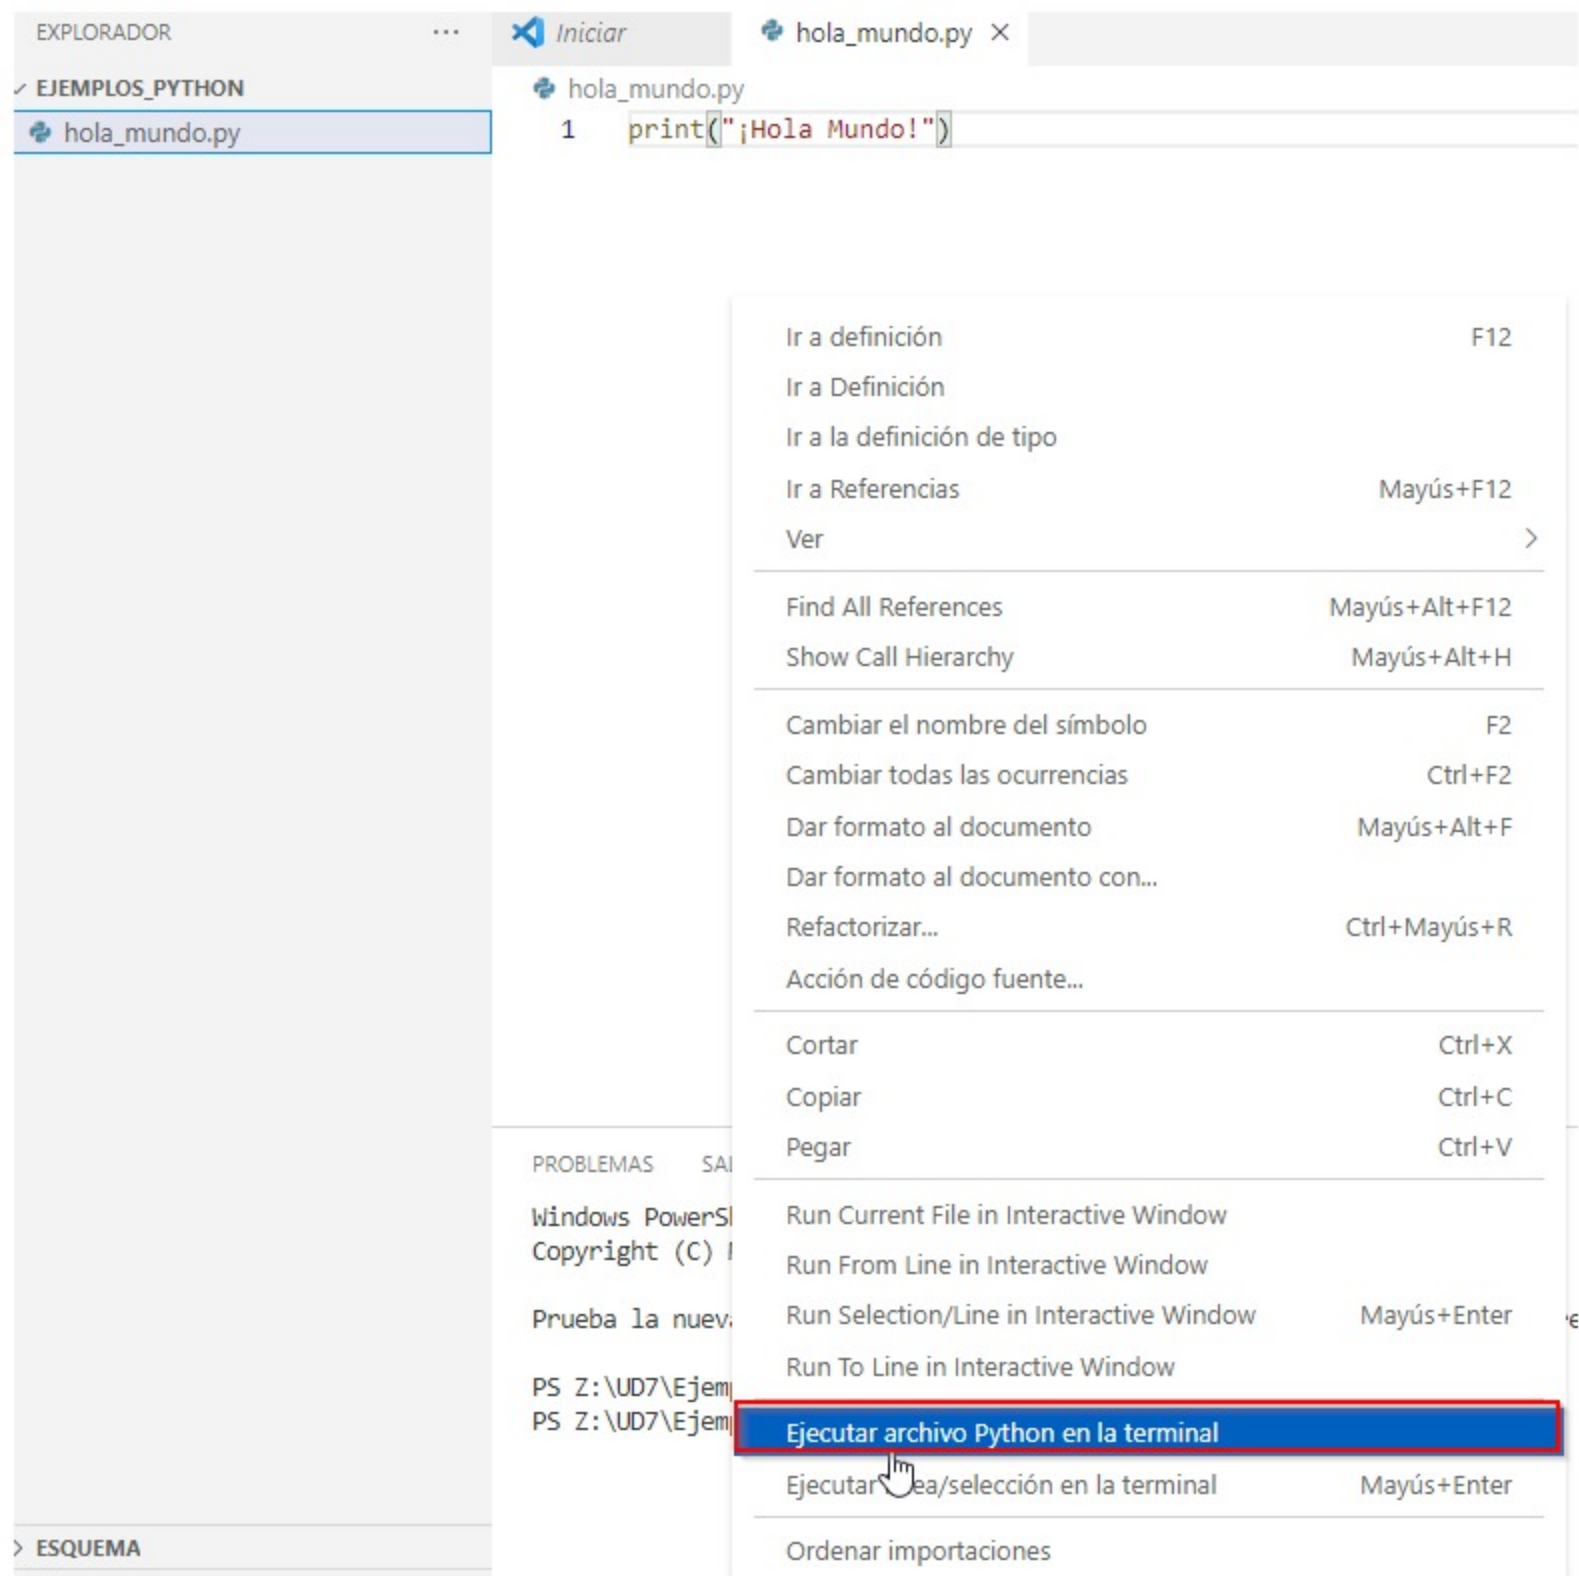 EXPLORADOR
EJEMPLOS_PYTHON
hola_mundo.py
Iniciar
hola_mundo.py
hola_mundo.py
1 print("¡Hola Mundo!")
Ir a definición F12
Ir a Definición
Ir a la definición de tipo
Ir a Referencias Mayús+F12
Ver
Find All References Mayús+Alt+F12
Show Call Hierarchy Mayús+Alt+H
Cambiar el nombre del símbolo F2
Cambiar todas las ocurrencias Ctrl+F2
Dar formato al documento Mayús+Alt+F
Dar formato al documento con...
Refactorizar... Ctrl+Mayús+R
Acción de código fuente...
Cortar Ctrl+X
Copiar Ctrl+C
Pegar Ctrl+V
Run Current File in Interactive Window
Run From Line in Interactive Window
Run Selection/Line in Interactive Window Mayús+Enter
Run To Line in Interactive Window
Ejecutar archivo Python en la terminal
Ejecutar /selección en la terminal Mayús+Enter
Ordenar importaciones
PROBLEMAS
Windows
Copyright (C)
Prueba la
PS Z:\UD7\
PS Z:\UD7\
ESQUEMA